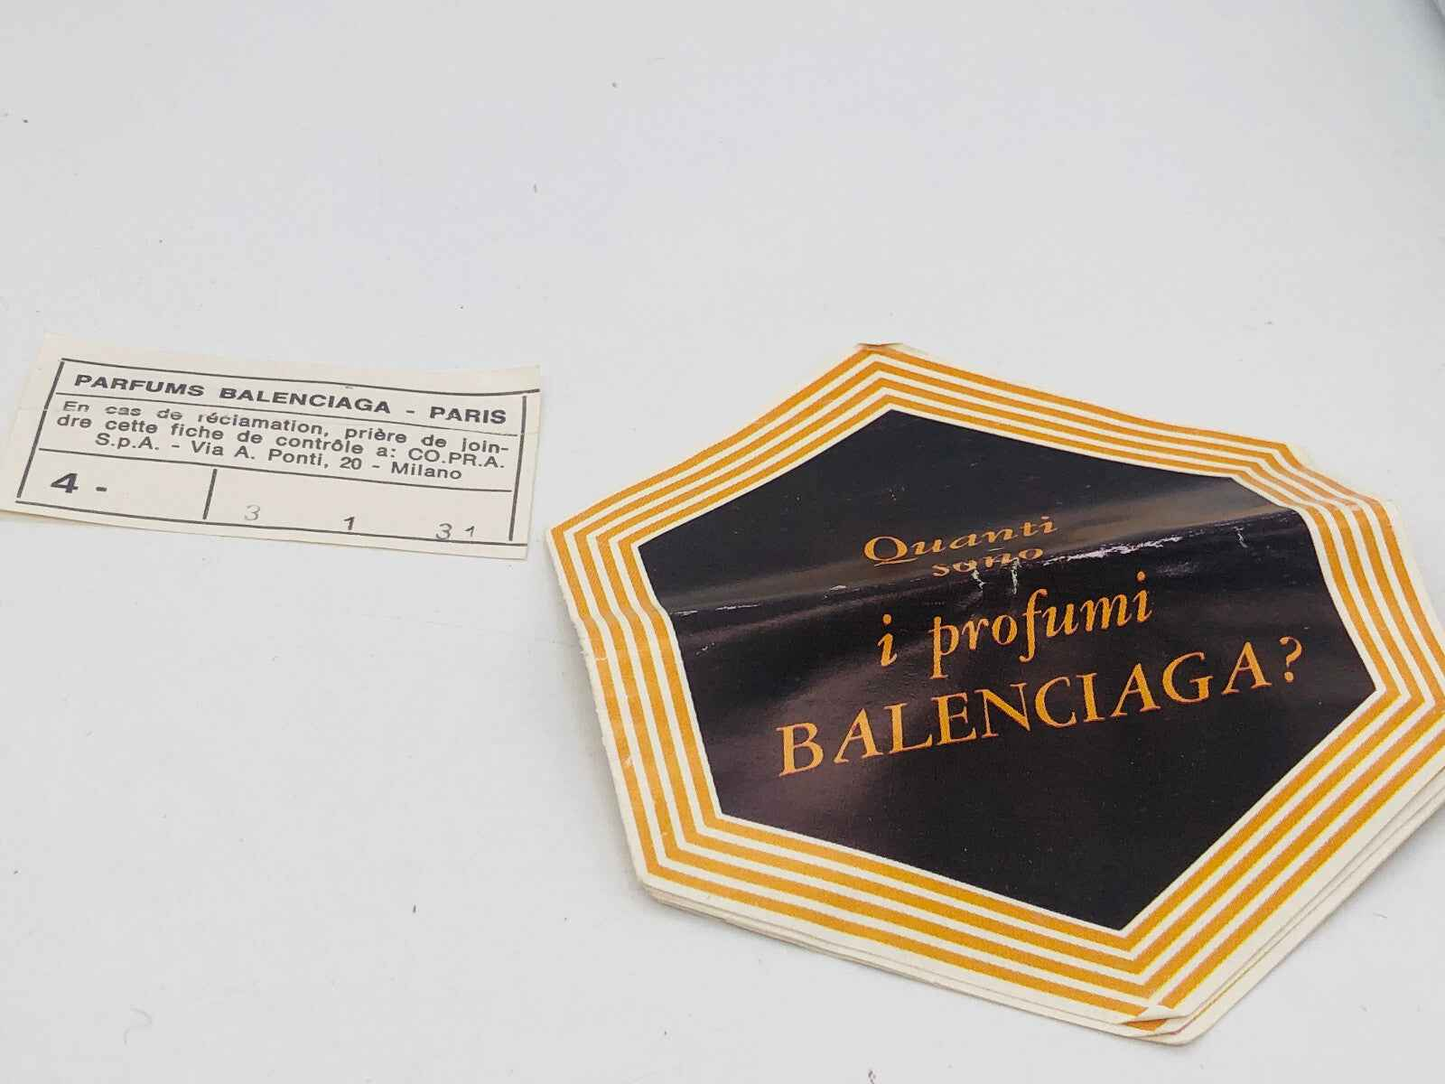 PARFUMS BALENCIAGA - PARIS
En cas de réclamation, prière de join-
dre cette fiche de contrôle a: CO.PR.A.
S.p.A. - Via A. Ponti, 20 - Milano
4 -
3 1 31
Quanti
sono
i profumi
BALENCIAGA?